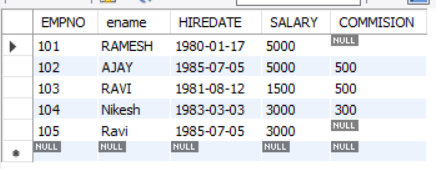 EMPNO ename HIREDATE SALARY COMMISION
101 RAMESH 1980-01-17 5000 NULL
102 AJAY 1985-07-05 5000 500
103 RAVI 1981-08-12 1500 500
104 Nikesh 1983-03-03 3000 300
105 Ravi 1985-07-05 3000 NULL
NULL NULL NULL NULL NULL